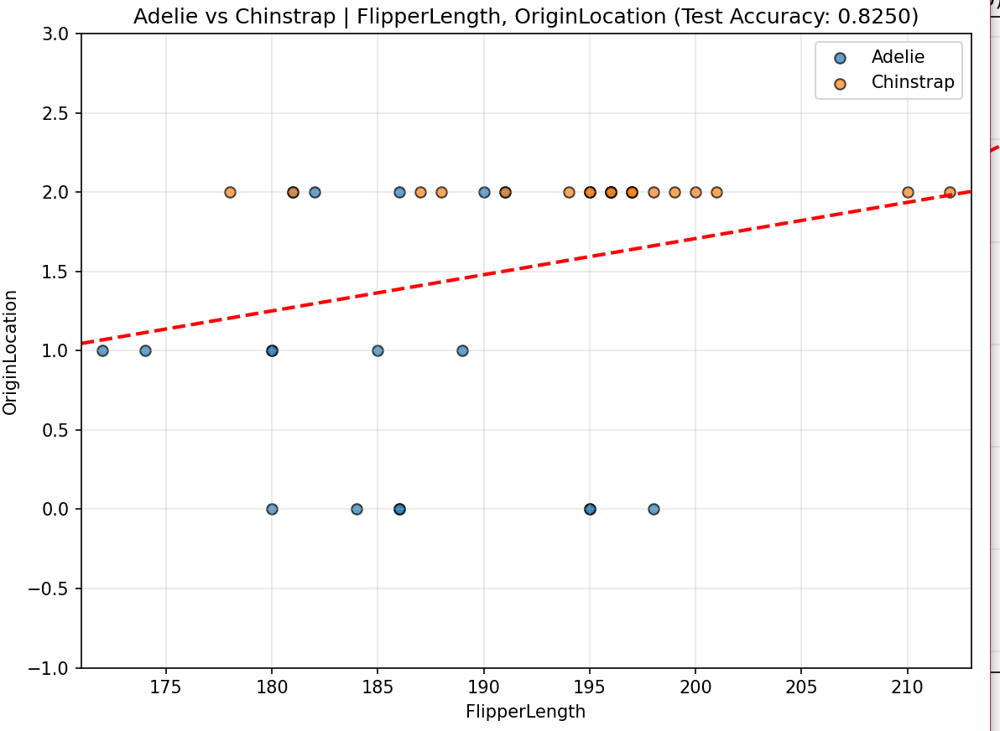 Adelie vs Chinstrap | FlipperLength, OriginLocation (Test Accuracy: 0.8250)
3.0
Adelie
Chinstrap
2.5
2.0
1.5
1.0
0.5
0.0
−0.5
−1.0
OriginLocation
175 180 185 190 195 200 205 210
FlipperLength